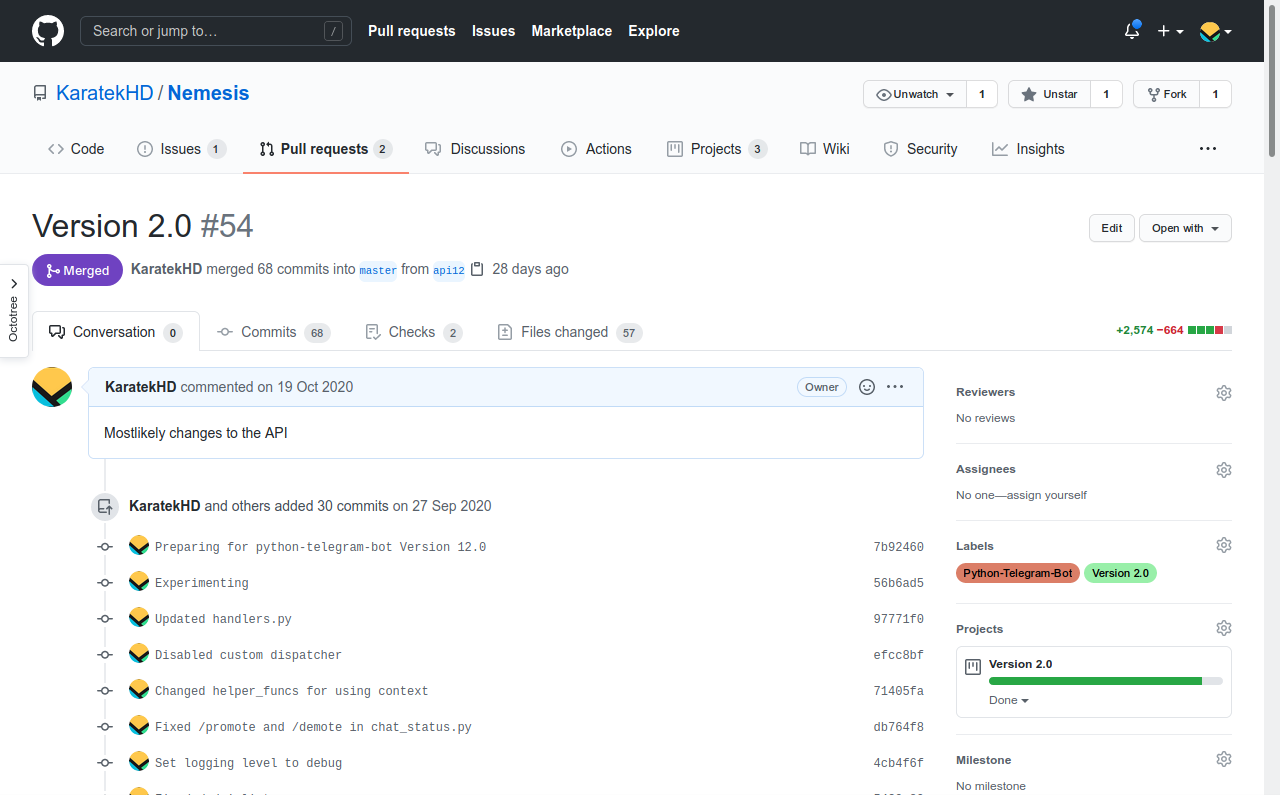 Search or jump to… /
Pull requests Issues Marketplace Explore
KaratekHD / Nemesis
Unwatch 1 Unstar 1 Fork 1
Code Issues 1 Pull requests 2 Discussions Actions Projects 3 Wiki Security Insights
Version 2.0 #54
Edit Open with
Merged KaratekHD merged 68 commits into master from api12 28 days ago
Octotree
Conversation 0 Commits 68 Checks 2 Files changed 57
+2,574 −664
KaratekHD commented on 19 Oct 2020 Owner
Mostlikely changes to the API
KaratekHD and others added 30 commits on 27 Sep 2020
Preparing for python-telegram-bot Version 12.0 7b92460
Experimenting 56b6ad5
Updated handlers.py 97771f0
Disabled custom dispatcher efcc8bf
Changed helper_funcs for using context 71405fa
Fixed /promote and /demote in chat_status.py db764f8
Set logging level to debug 4cb4f6f
Reviewers
No reviews
Assignees
No one—assign yourself
Labels
Python-Telegram-Bot Version 2.0
Projects
Version 2.0
Done
Milestone
No milestone